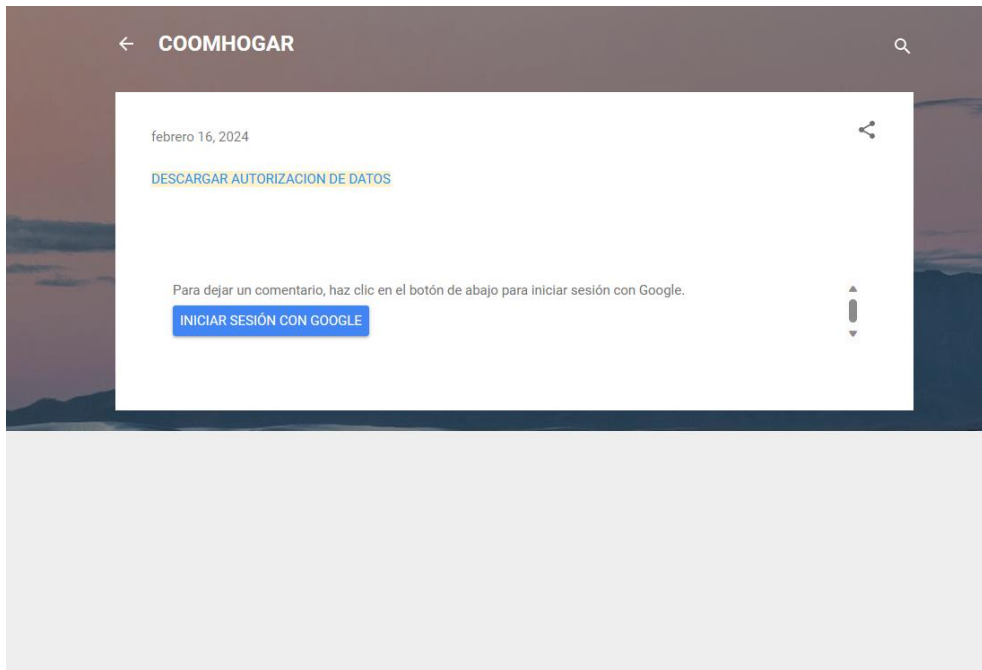 COOMHOGAR
febrero 16, 2024
DESCARGAR AUTORIZACION DE DATOS
Para dejar un comentario, haz clic en el botón de abajo para iniciar sesión con Google.
INICIAR SESIÓN CON GOOGLE